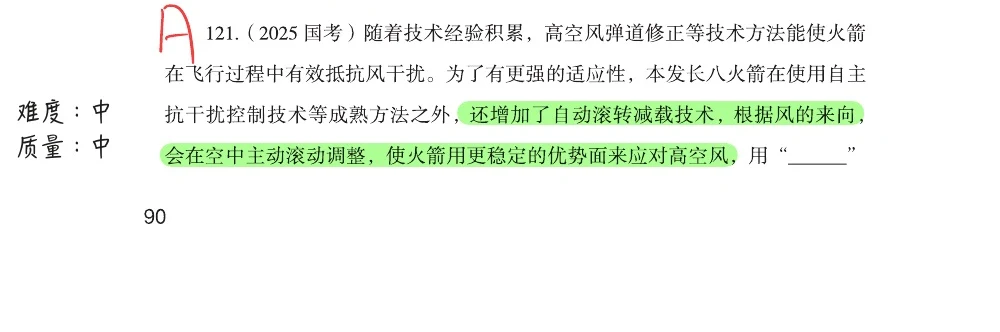 A 121.（2025 国考）随着技术经验积累，高空风弹道修正等技术方法能使火箭
在飞行过程中有效抵抗风干扰。为了有更强的适应性，本发长八火箭在使用自主
难度：中 抗干扰控制技术等成熟方法之外，还增加了自动滚转减载技术，根据风的来向，
质量：中 会在空中主动滚动调整，使火箭用更稳定的优势面来应对高空风，用“______”
90